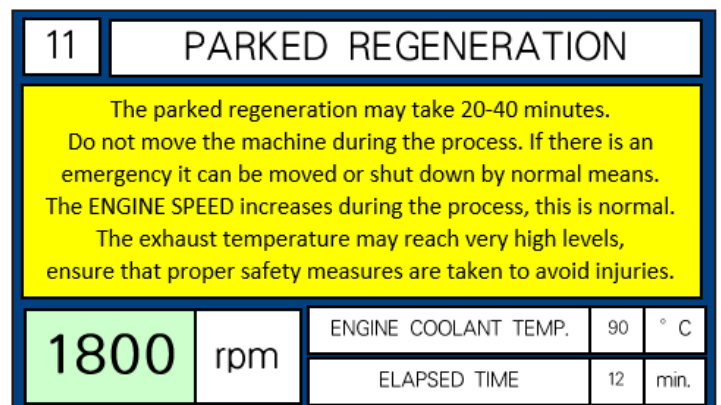 11 PARKED REGENERATION
The parked regeneration may take 20-40 minutes.
Do not move the machine during the process. If there is an
emergency it can be moved or shut down by normal means.
The ENGINE SPEED increases during the process, this is normal.
The exhaust temperature may reach very high levels,
ensure that proper safety measures are taken to avoid injuries.
1800 rpm
ENGINE COOLANT TEMP. 90 ° C
ELAPSED TIME 12 min.